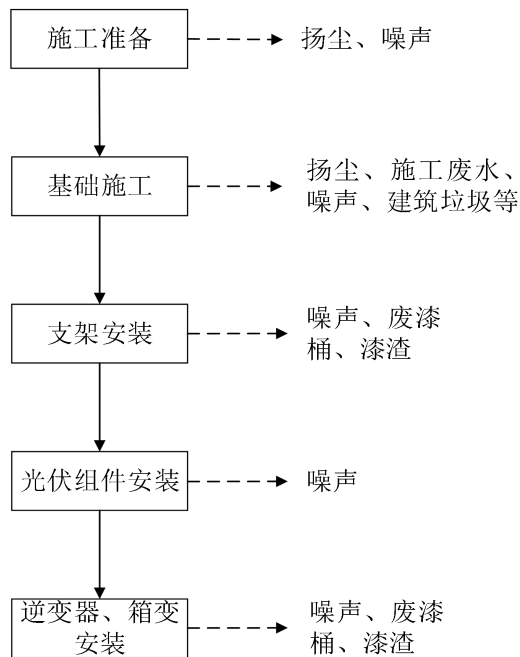 施工准备
扬尘、噪声
基础施工
扬尘、施工废水、
噪声、建筑垃圾等
支架安装
噪声、废漆
桶、漆渣
光伏组件安装
噪声
逆变器、箱变
安装
噪声、废漆
桶、漆渣